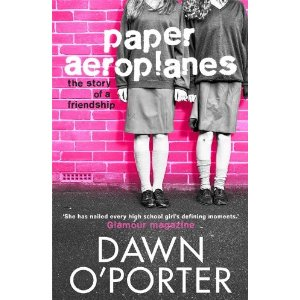 paper
aeroplanes
the story
of a
friendship
'She has nailed every high school girl's defining moments.'
Glamour magazine
DAWN
O'PORTER